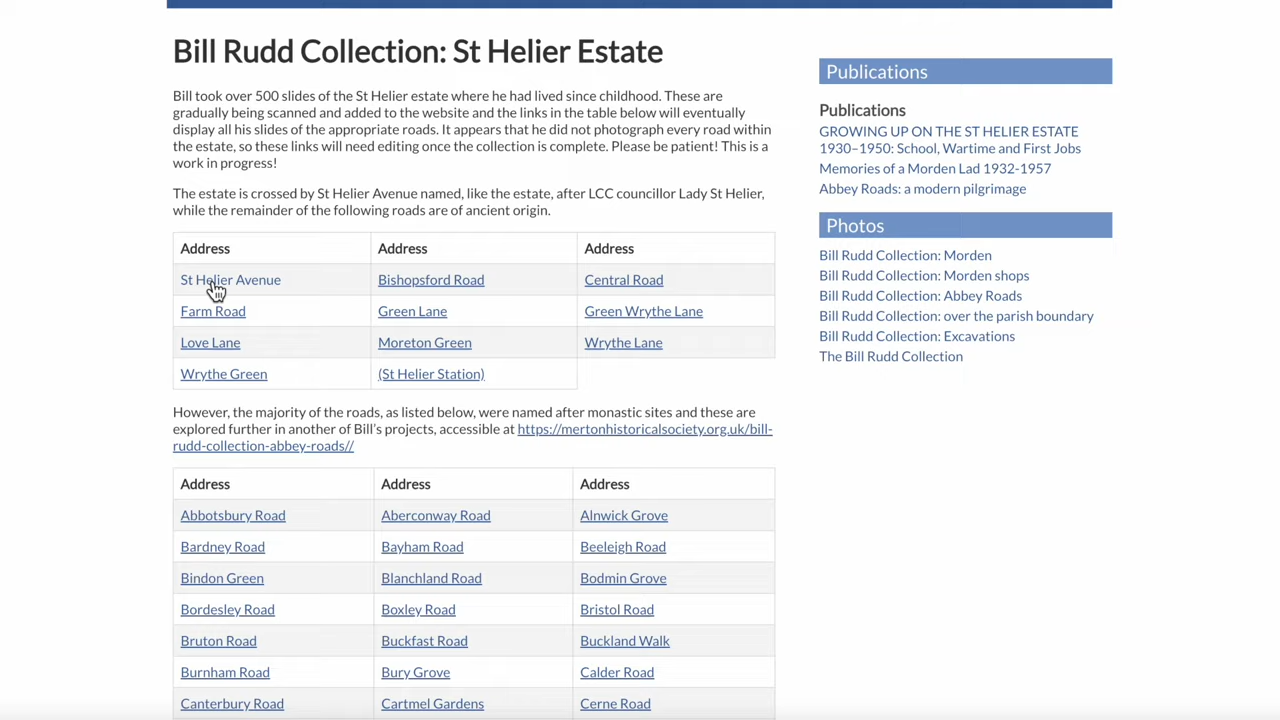 Bill Rudd Collection: St Helier Estate
Bill took over 500 slides of the St Helier estate where he had lived since childhood. These are
gradually being scanned and added to the website and the links in the table below will eventually
display all his slides of the appropriate roads. It appears that he did not photograph every road within
the estate, so these links will need editing once the collection is complete. Please be patient! This is a
work in progress!
The estate is crossed by St Helier Avenue named, like the estate, after LCC councillor Lady St Helier,
while the remainder of the following roads are of ancient origin.
Address Address Address
St Helier Avenue Bishopsford Road Central Road
Farm Road Green Lane Green Wrythe Lane
Love Lane Moreton Green Wrythe Lane
Wrythe Green (St Helier Station)
However, the majority of the roads, as listed below, were named after monastic sites and these are
explored further in another of Bill's projects, accessible at https://mertonhistoricalsociety.org.uk/bill-
rudd-collection-abbey-roads//
Address Address Address
Abbotsbury Road Aberconway Road Alnwick Grove
Bardney Road Bayham Road Beeleigh Road
Bindon Green Blanchland Road Bodmin Grove
Bordesley Road Boxley Road Bristol Road
Bruton Road Buckfast Road Buckland Walk
Burnham Road Bury Grove Calder Road
Canterbury Road Cartmel Gardens Cerne Road
Publications
Publications
GROWING UP ON THE ST HELIER ESTATE
1930–1950: School, Wartime and First Jobs
Memories of a Morden Lad 1932-1957
Abbey Roads: a modern pilgrimage
Photos
Bill Rudd Collection: Morden
Bill Rudd Collection: Morden shops
Bill Rudd Collection: Abbey Roads
Bill Rudd Collection: over the parish boundary
Bill Rudd Collection: Excavations
The Bill Rudd Collection